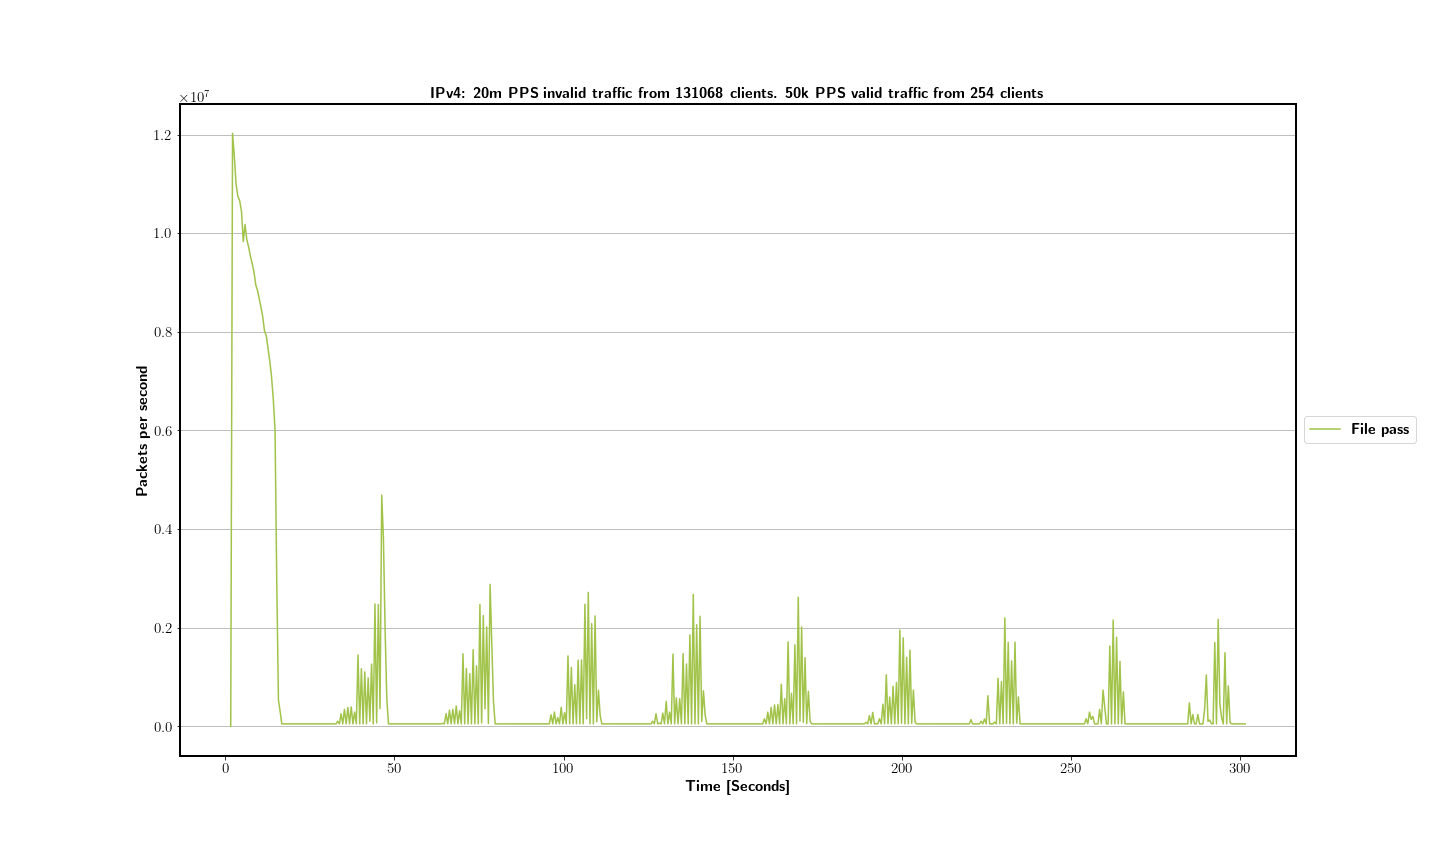 IPv4: 20m PPS invalid traffic from 131068 clients. 50k PPS valid traffic from 254 clients
×10⁷
1.2
1.0
0.8
0.6
0.4
0.2
0.0
Packets per second
0 50 100 150 200 250 300
Time [Seconds]
File pass